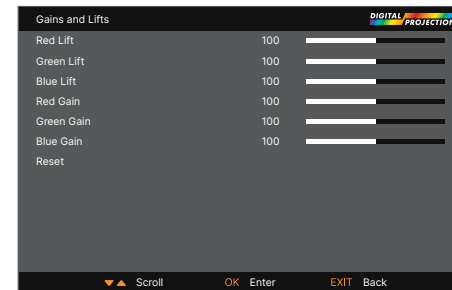 Gains and Lifts
DIGITAL PROJECTION
Red Lift 100
Green Lift 100
Blue Lift 100
Red Gain 100
Green Gain 100
Blue Gain 100
Reset
Scroll OK Enter EXIT Back